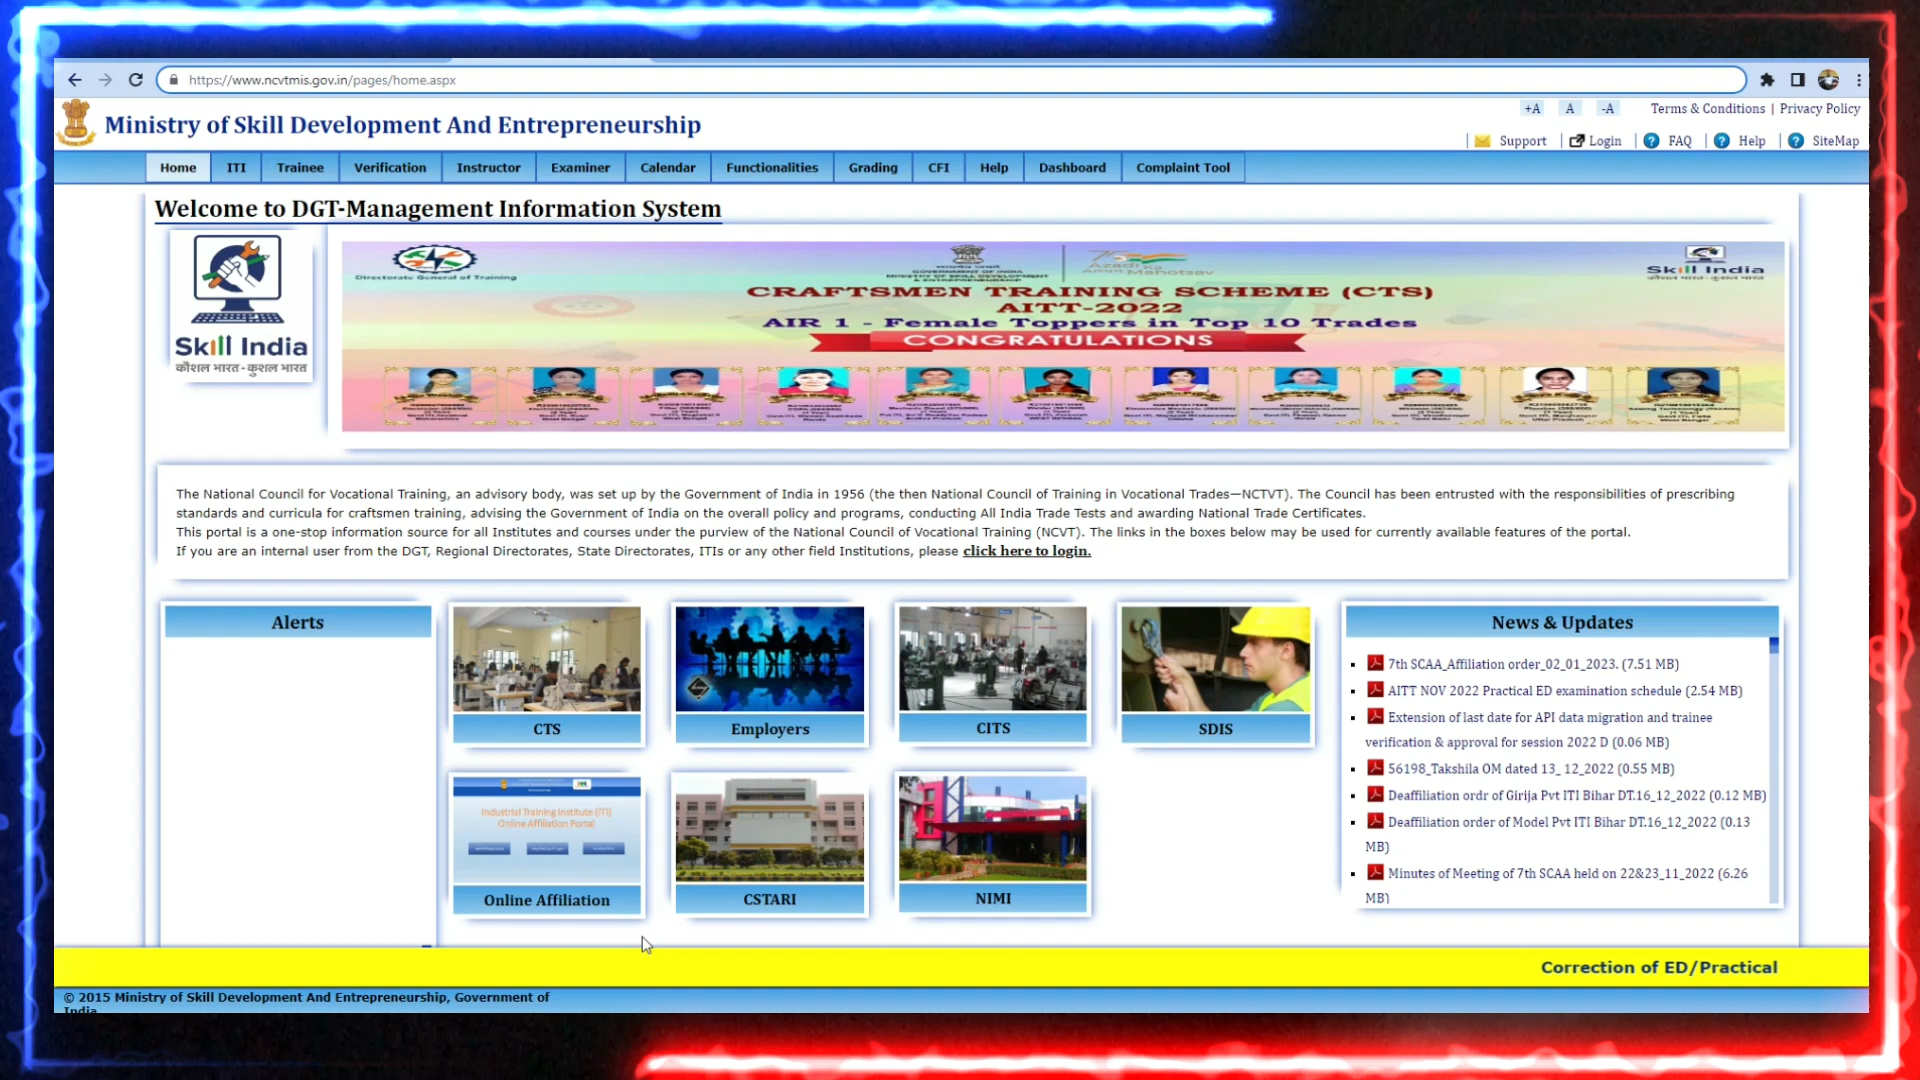 https://www.ncvtmis.gov.in/pages/home.aspx
+A A -A Terms & Conditions | Privacy Policy
Ministry of Skill Development And Entrepreneurship
Support Login FAQ Help SiteMap
Home ITI Trainee Verification Instructor Examiner Calendar Functionalities Grading CFI Help Dashboard Complaint Tool
Welcome to DGT-Management Information System
Skill India
कौशल भारत-कुशल भारत
Directorate General of Training
75 Azadi Ka Amrit Mahotsav
Skill India
CRAFTSMEN TRAINING SCHEME (CTS)
AITT-2022
AIR 1 - Female Toppers in Top 10 Trades
CONGRATULATIONS
The National Council for Vocational Training, an advisory body, was set up by the Government of India in 1956 (the then National Council of Training in Vocational Trades—NCTVT). The Council has been entrusted with the responsibilities of prescribing
standards and curricula for craftsmen training, advising the Government of India on the overall policy and programs, conducting All India Trade Tests and awarding National Trade Certificates.
This portal is a one-stop information source for all Institutes and courses under the purview of the National Council of Vocational Training (NCVT). The links in the boxes below may be used for currently available features of the portal.
If you are an internal user from the DGT, Regional Directorates, State Directorates, ITIs or any other field Institutions, please click here to login.
Alerts
CTS
Employers
CITS
SDIS
Industrial Training Institute (ITI)
Online Affiliation Portal
Online Affiliation
CSTARI
NIMI
News & Updates
7th SCAA_Affiliation order_02_01_2023. (7.51 MB)
AITT NOV 2022 Practical ED examination schedule (2.54 MB)
Extension of last date for API data migration and trainee
verification & approval for session 2022 D (0.06 MB)
56198_Takshila OM dated 13_ 12_2022 (0.55 MB)
Deaffiliation ordr of Girija Pvt ITI Bihar DT.16_12_2022 (0.12 MB)
Deaffiliation order of Model Pvt ITI Bihar DT.16_12_2022 (0.13
MB)
Minutes of Meeting of 7th SCAA held on 22&23_11_2022 (6.26
MB)
Correction of ED/Practical
© 2015 Ministry of Skill Development And Entrepreneurship, Government of
India